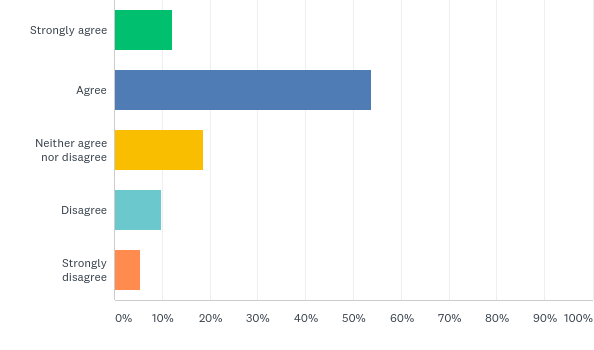 Strongly agree
Agree
Neither agree
nor disagree
Disagree
Strongly
disagree
0% 10% 20% 30% 40% 50% 60% 70% 80% 90% 100%